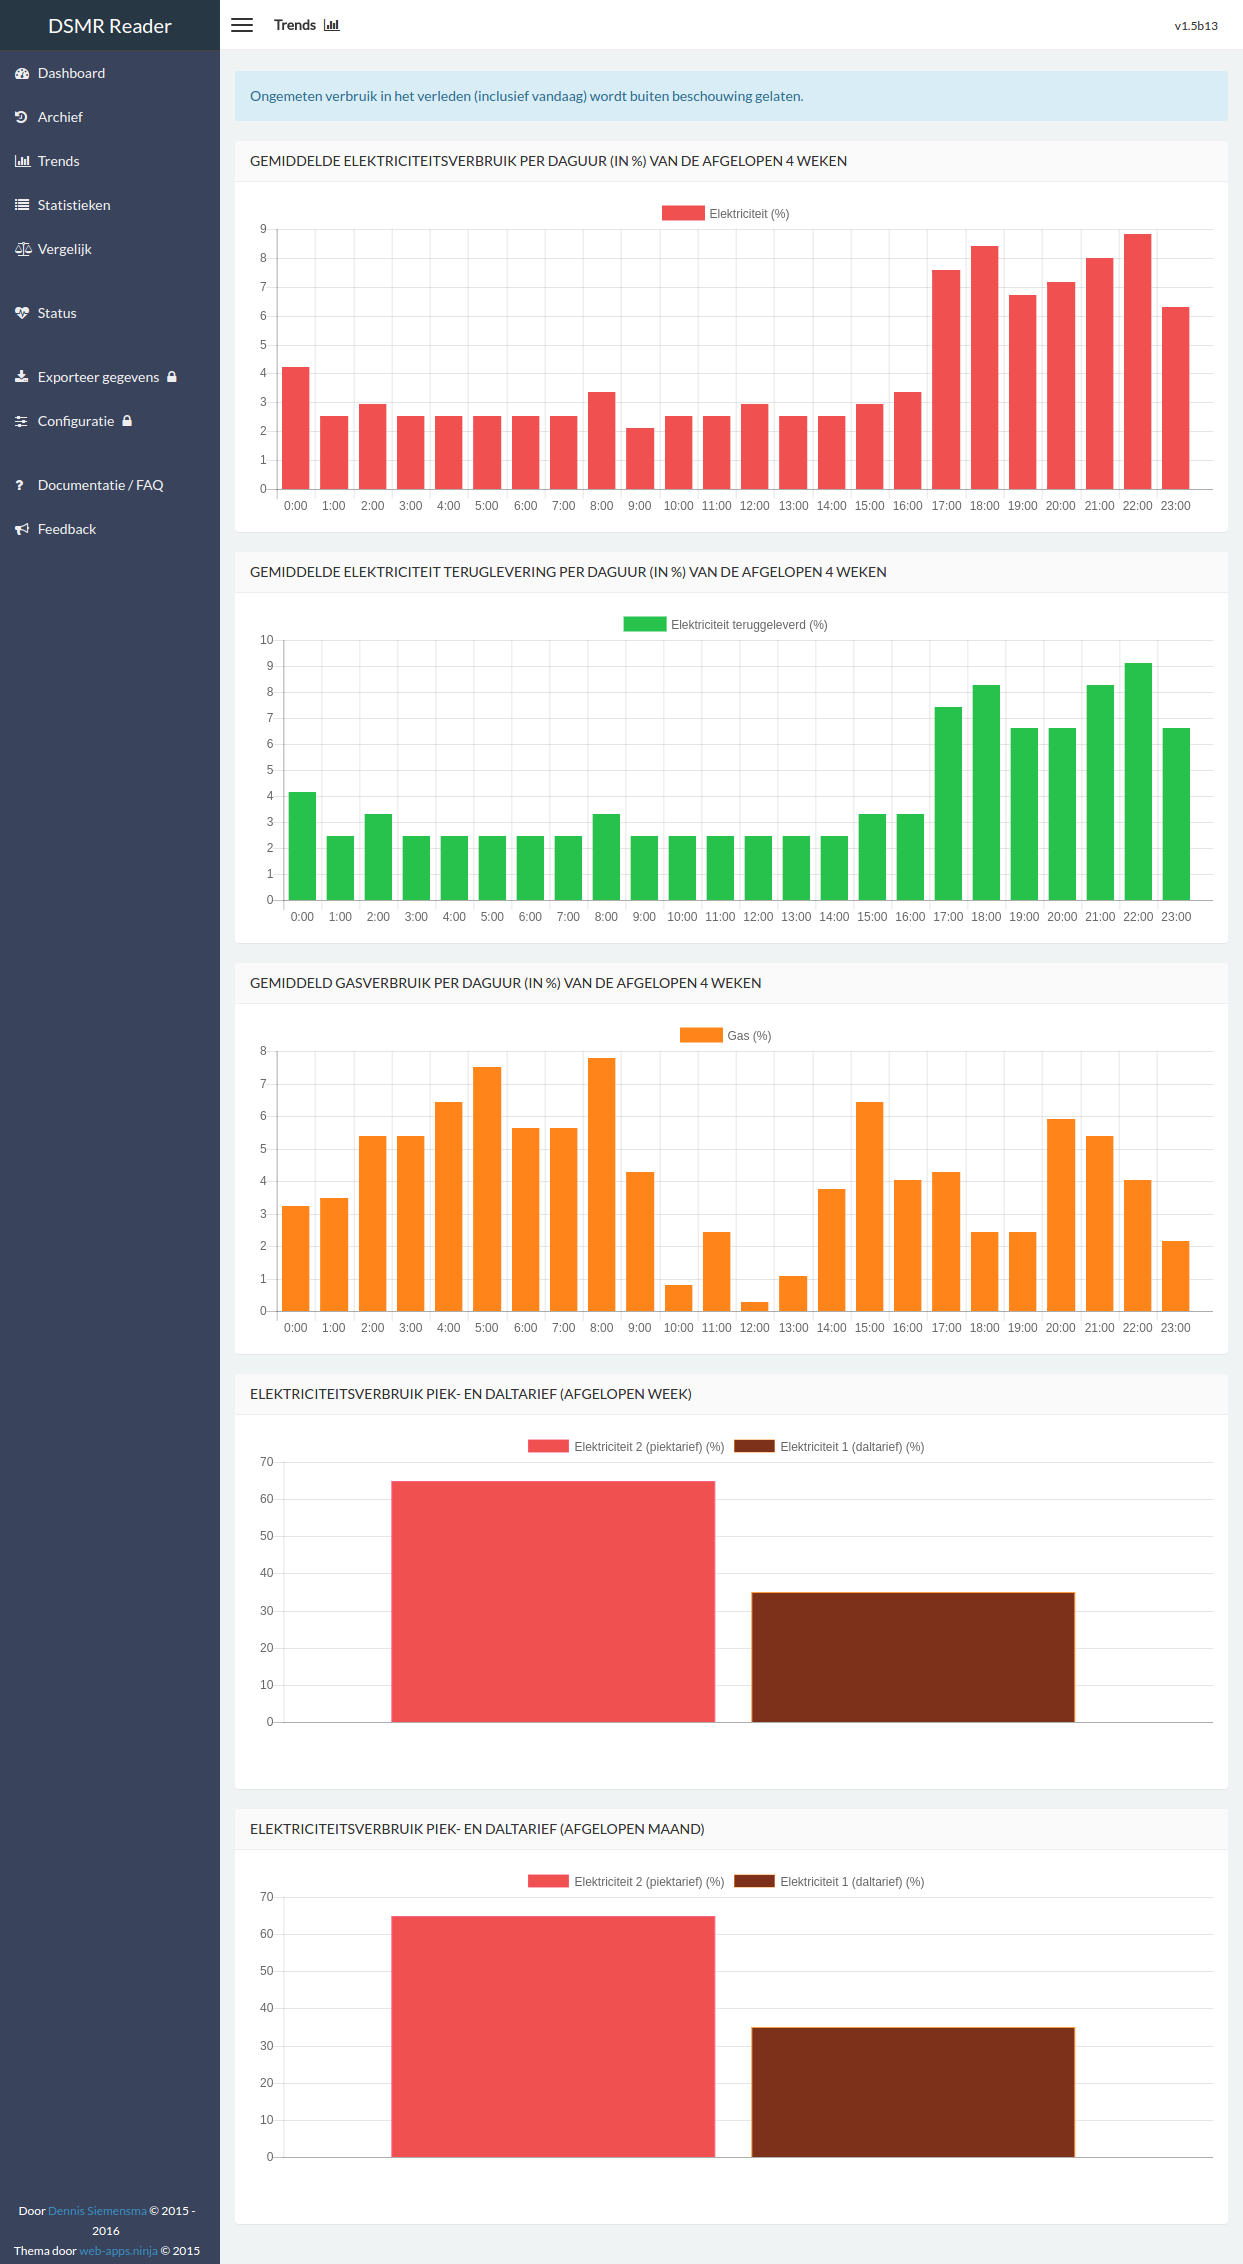 DSMR Reader
Trends
v1.5b13
Dashboard
Archief
Trends
Statistieken
Vergelijk
Status
Exporteer gegevens
Configuratie
? Documentatie / FAQ
Feedback
Ongemeten verbruik in het verleden (inclusief vandaag) wordt buiten beschouwing gelaten.
GEMIDDELDE ELEKTRICITEITSVERBRUIK PER DAGUUR (IN %) VAN DE AFGELOPEN 4 WEKEN
Elektriciteit (%)
9
8
7
6
5
4
3
2
1
0
0:00 1:00 2:00 3:00 4:00 5:00 6:00 7:00 8:00 9:00 10:00 11:00 12:00 13:00 14:00 15:00 16:00 17:00 18:00 19:00 20:00 21:00 22:00 23:00
GEMIDDELDE ELEKTRICITEIT TERUGLEVERING PER DAGUUR (IN %) VAN DE AFGELOPEN 4 WEKEN
Elektriciteit teruggeleverd (%)
10
9
8
7
6
5
4
3
2
1
0
0:00 1:00 2:00 3:00 4:00 5:00 6:00 7:00 8:00 9:00 10:00 11:00 12:00 13:00 14:00 15:00 16:00 17:00 18:00 19:00 20:00 21:00 22:00 23:00
GEMIDDELD GASVERBRUIK PER DAGUUR (IN %) VAN DE AFGELOPEN 4 WEKEN
Gas (%)
8
7
6
5
4
3
2
1
0
0:00 1:00 2:00 3:00 4:00 5:00 6:00 7:00 8:00 9:00 10:00 11:00 12:00 13:00 14:00 15:00 16:00 17:00 18:00 19:00 20:00 21:00 22:00 23:00
ELEKTRICITEITSVERBRUIK PIEK- EN DALTARIEF (AFGELOPEN WEEK)
Elektriciteit 2 (piektarief) (%) Elektriciteit 1 (daltarief) (%)
70
60
50
40
30
20
10
0
ELEKTRICITEITSVERBRUIK PIEK- EN DALTARIEF (AFGELOPEN MAAND)
Elektriciteit 2 (piektarief) (%) Elektriciteit 1 (daltarief) (%)
70
60
50
40
30
20
10
0
Door Dennis Siemensma © 2015 -
2016
Thema door web-apps.ninja © 2015